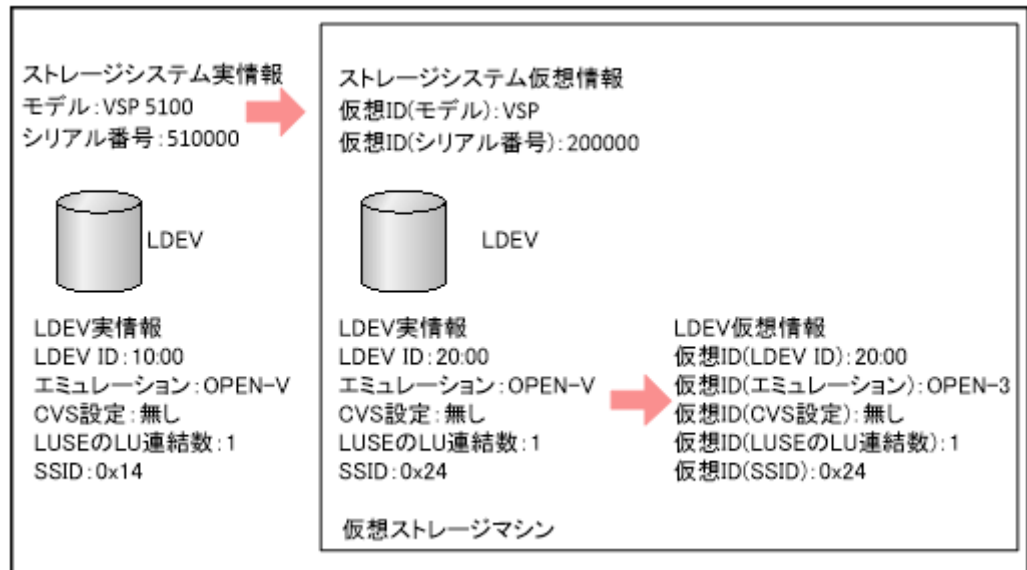 ストレージシステム実情報
モデル:VSP 5100
シリアル番号:510000
ストレージシステム仮想情報
仮想ID(モデル):VSP
仮想ID(シリアル番号):200000
LDEV
LDEV
LDEV実情報
LDEV ID:10:00
エミュレーション:OPEN-V
CVS設定:無し
LUSEのLU連結数:1
SSID:0x14
LDEV実情報
LDEV ID:20:00
エミュレーション:OPEN-V
CVS設定:無し
LUSEのLU連結数:1
SSID:0x24
LDEV仮想情報
仮想ID(LDEV ID):20:00
仮想ID(エミュレーション):OPEN-3
仮想ID(CVS設定):無し
仮想ID(LUSEのLU連結数):1
仮想ID(SSID):0x24
仮想ストレージマシン